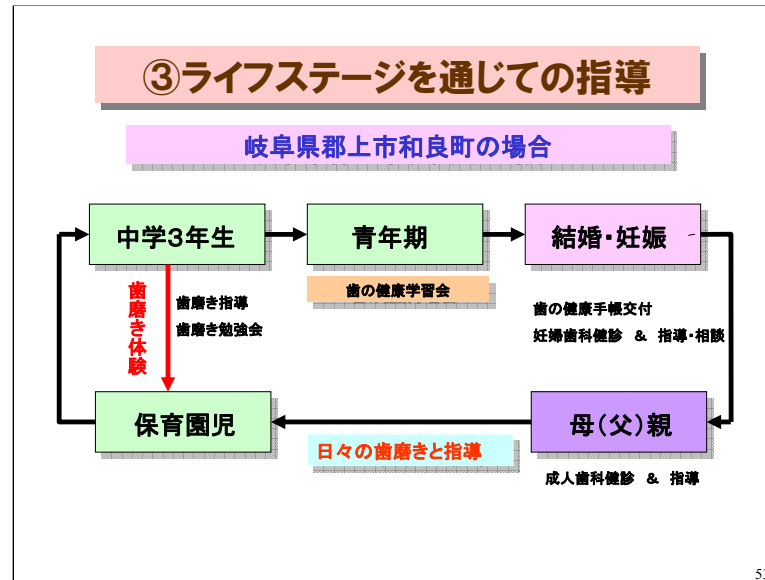 ③ライフステージを通じての指導
岐阜県郡上市和良町の場合
中学3年生
青年期
結婚・妊娠
歯磨き体験
歯磨き指導
歯磨き勉強会
歯の健康学習会
歯の健康手帳交付
妊婦歯科健診 & 指導・相談
保育園児
日々の歯磨きと指導
母(父)親
成人歯科健診 & 指導